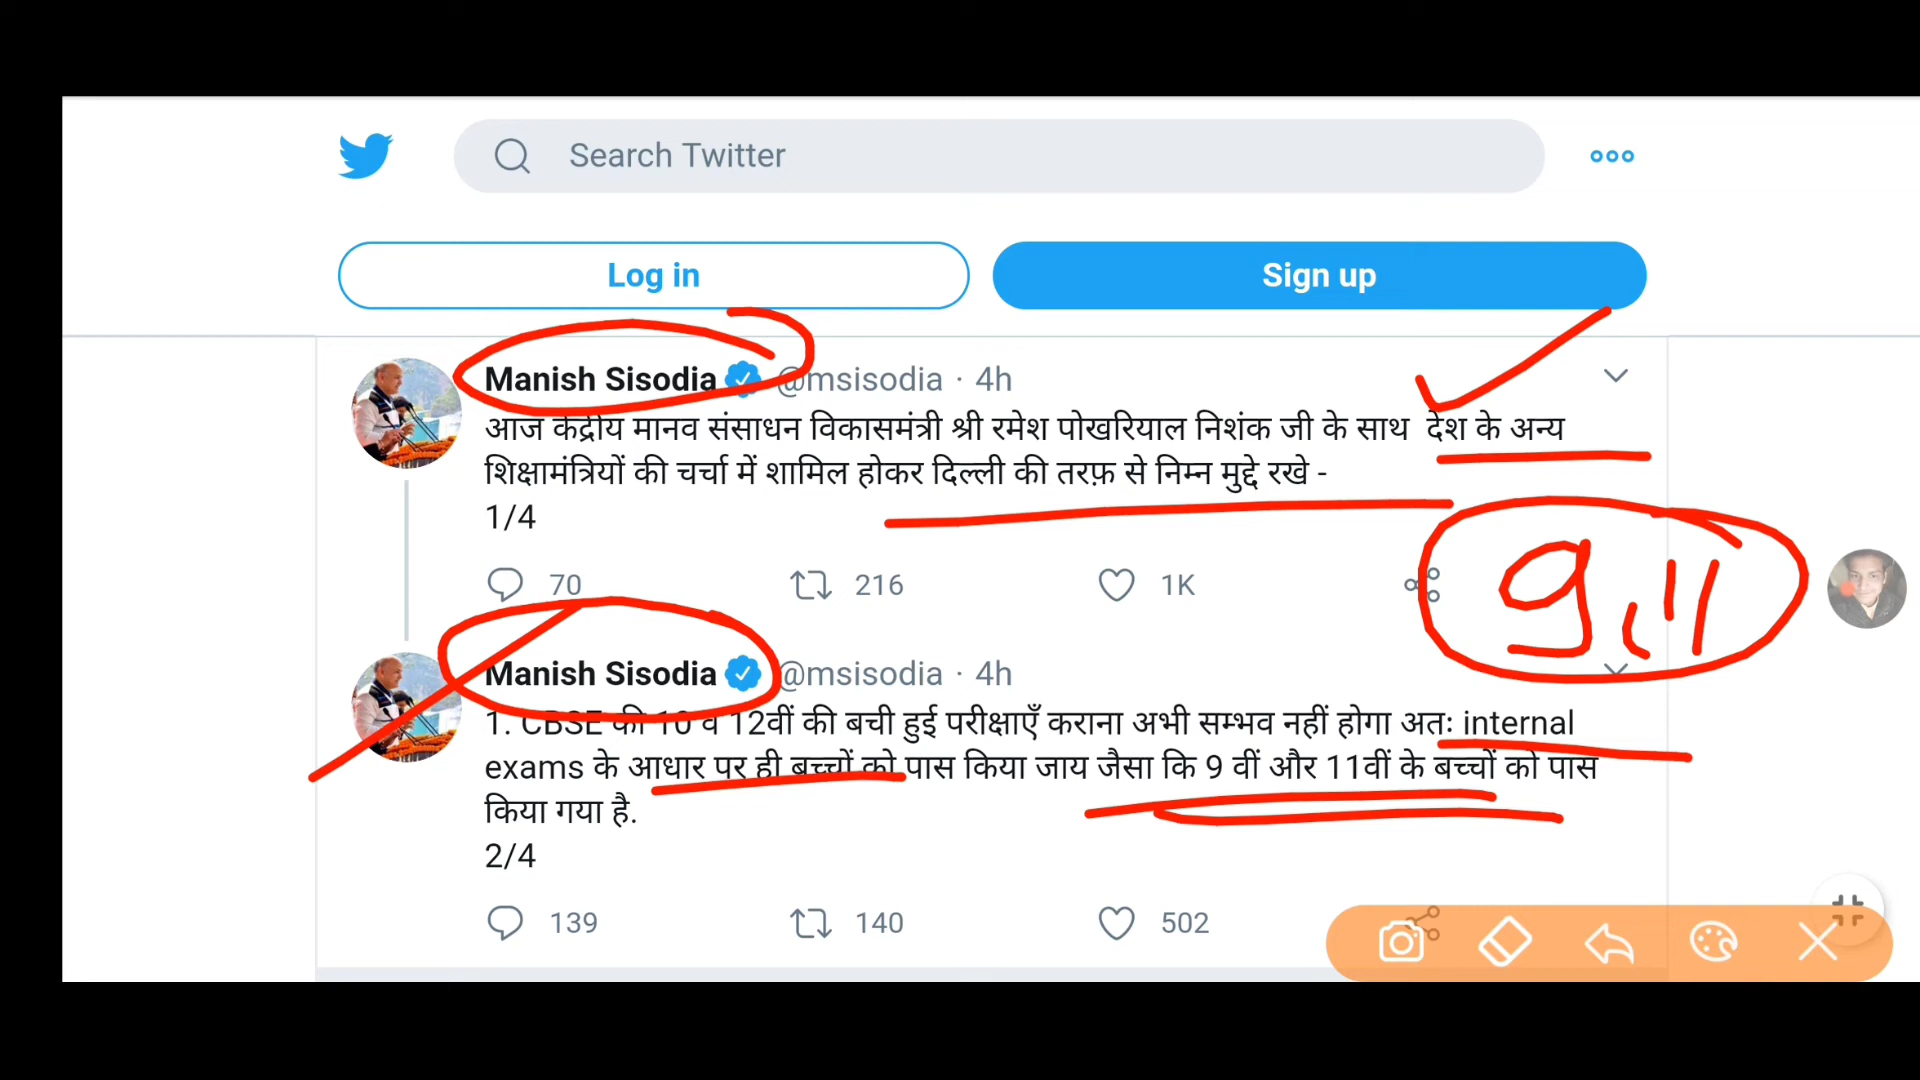 Search Twitter
Log in
Sign up
Manish Sisodia @msisodia · 4h
आज केंद्रीय मानव संसाधन विकासमंत्री श्री रमेश पोखरियाल निशंक जी के साथ देश के अन्य
शिक्षामंत्रियों की चर्चा में शामिल होकर दिल्ली की तरफ़ से निम्न मुद्दे रखे -
1/4
70 216 1K
9,11
Manish Sisodia @msisodia · 4h
1. CBSE की 10 व 12वीं की बची हुई परीक्षाएँ कराना अभी सम्भव नहीं होगा अतः internal
exams के आधार पर ही बच्चों को पास किया जाय जैसा कि 9 वीं और 11वीं के बच्चों को पास
किया गया है.
2/4
139 140 502